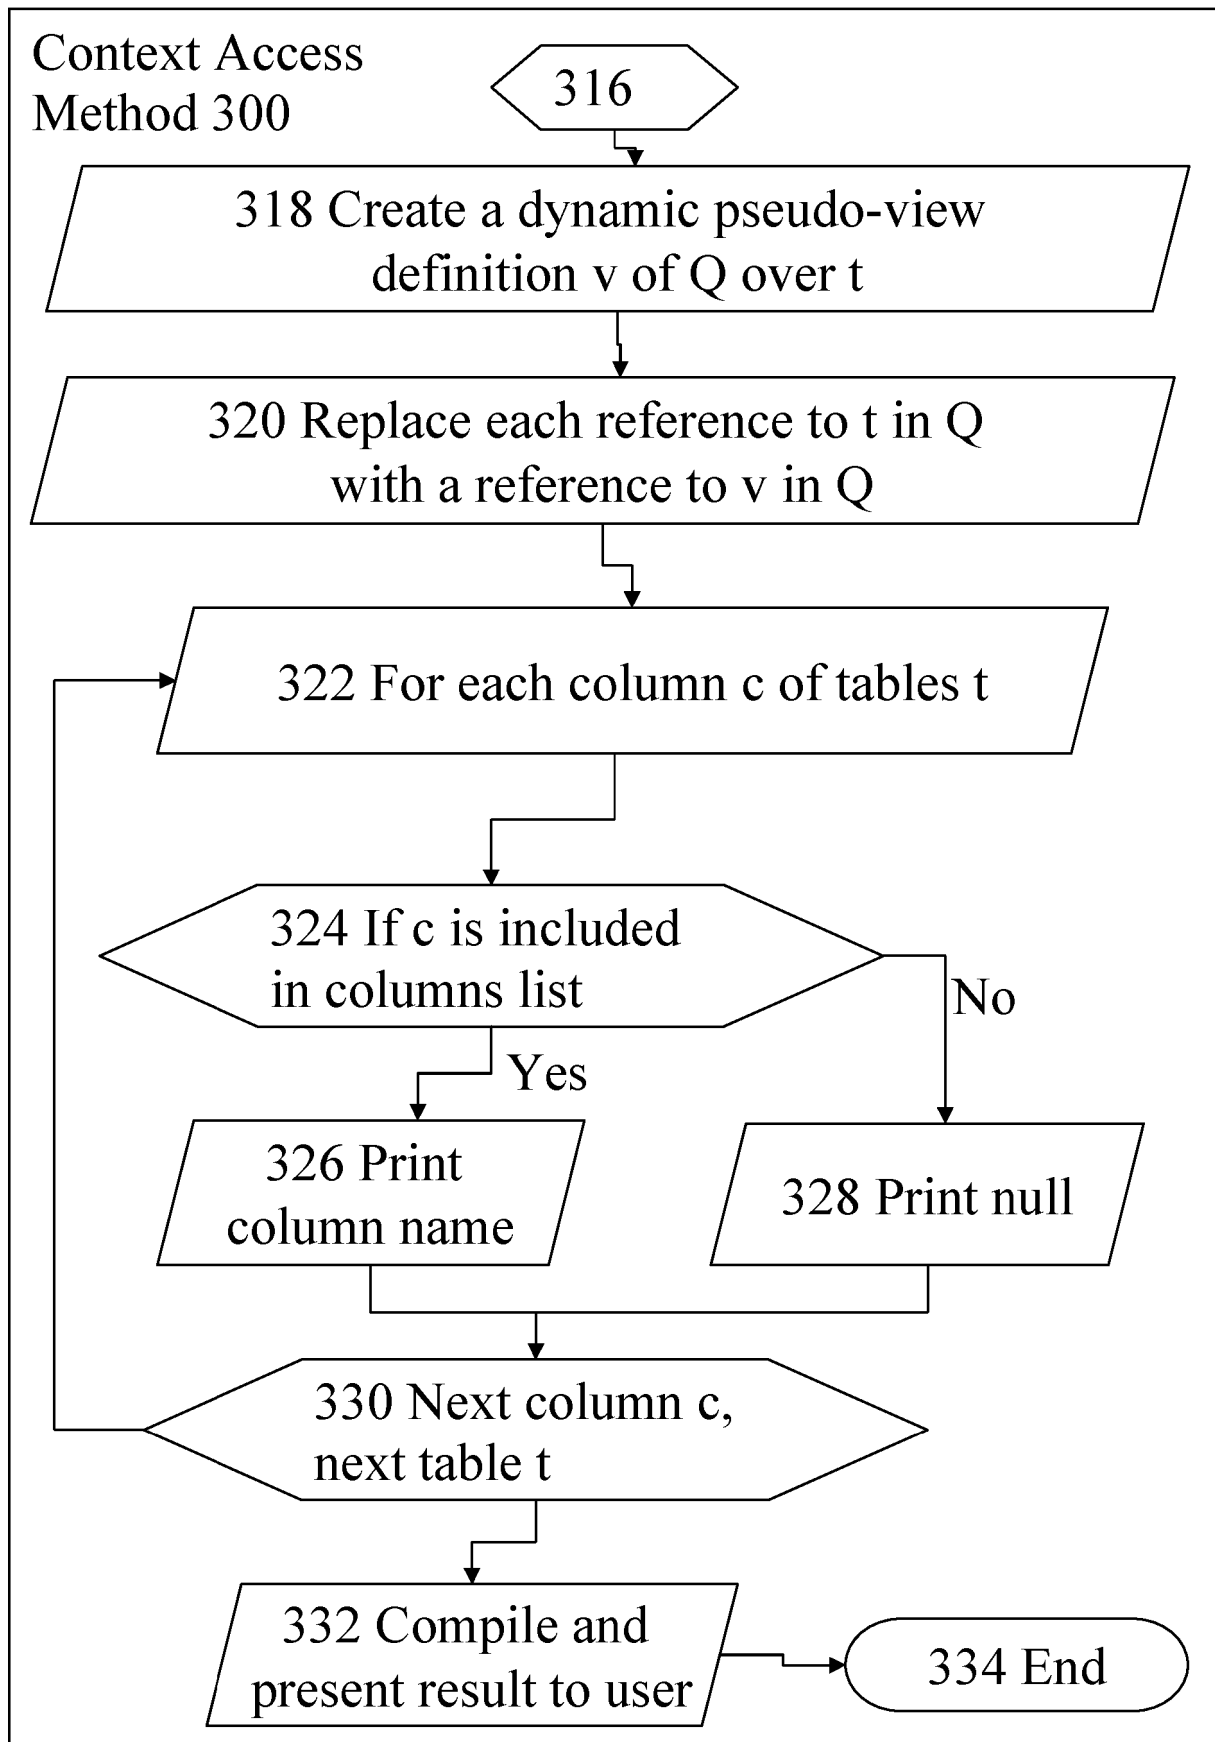 Context Access
Method 300
316
318 Create a dynamic pseudo-view
definition v of Q over t
320 Replace each reference to t in Q
with a reference to v in Q
322 For each column c of tables t
324 If c is included
in columns list
No
Yes
326 Print
column name
328 Print null
330 Next column c,
next table t
332 Compile and
present result to user
334 End